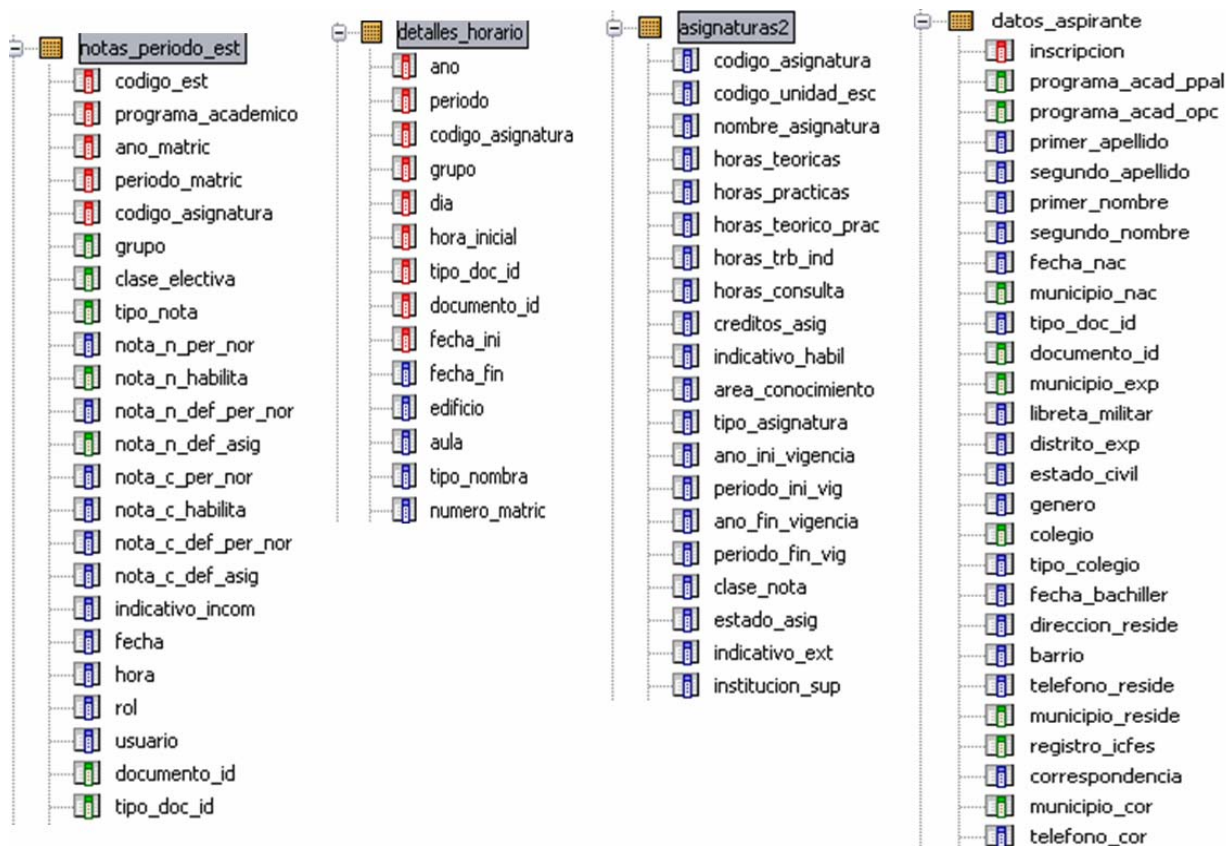 notas_periodo_est
codigo_est
programa_academico
ano_matric
periodo_matric
codigo_asignatura
grupo
clase_electiva
tipo_nota
nota_n_per_nor
nota_n_habilita
nota_n_def_per_nor
nota_n_def_asig
nota_c_per_nor
nota_c_habilita
nota_c_def_per_nor
nota_c_def_asig
indicativo_incom
fecha
hora
rol
usuario
documento_id
tipo_doc_id
detalles_horario
ano
periodo
codigo_asignatura
grupo
dia
hora_inicial
tipo_doc_id
documento_id
fecha_ini
fecha_fin
edificio
aula
tipo_nombra
numero_matric
asignaturas2
codigo_asignatura
codigo_unidad_esc
nombre_asignatura
horas_teoricas
horas_practicas
horas_teorico_prac
horas_trb_ind
horas_consulta
creditos_asig
indicativo_habil
area_conocimiento
tipo_asignatura
ano_ini_vigencia
periodo_ini_vig
ano_fin_vigencia
periodo_fin_vig
clase_nota
estado_asig
indicativo_ext
institucion_sup
datos_aspirante
inscripcion
programa_acad_ppal
programa_acad_opc
primer_apellido
segundo_apellido
primer_nombre
segundo_nombre
fecha_nac
municipio_nac
tipo_doc_id
documento_id
municipio_exp
libreta_militar
distrito_exp
estado_civil
genero
colegio
tipo_colegio
fecha_bachiller
direccion_reside
barrio
telefono_reside
municipio_reside
registro_icfes
correspondencia
municipio_cor
telefono_cor